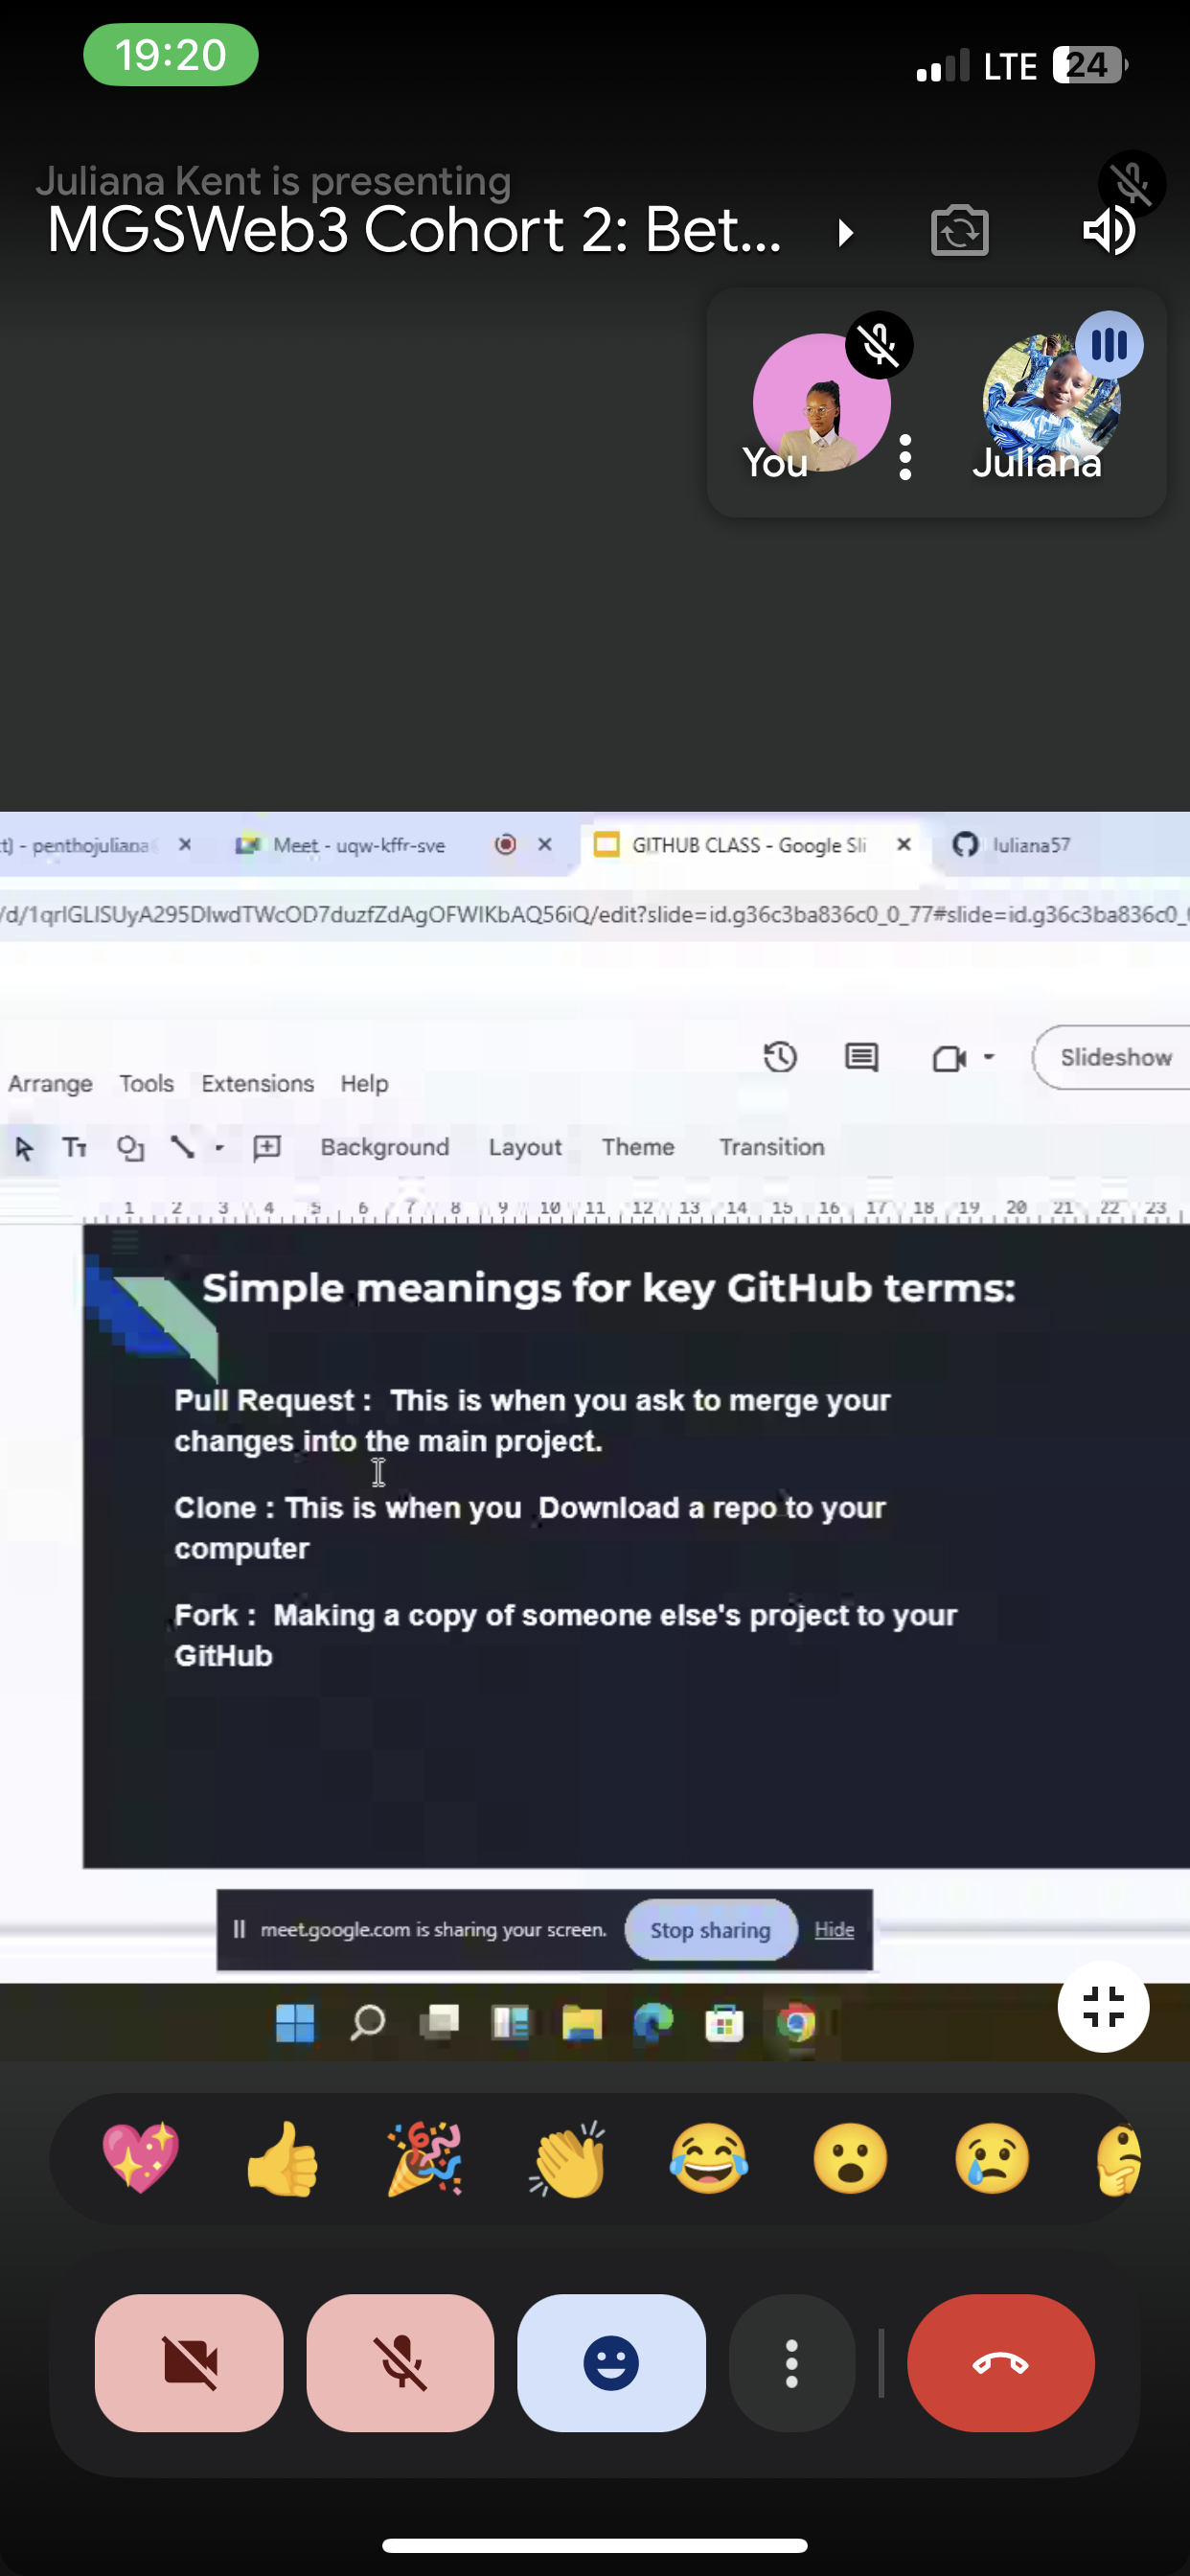 19:20
LTE 24
Juliana Kent is presenting
MGSWeb3 Cohort 2: Bet...
You
Juliana
t) - penthojuliana
Meet - uqw-kffr-sve
GITHUB CLASS - Google Sli
Iuliana57
/d/1qrIGLISUyA295DIwdTWcOD7duzfZdAgOFWIKbAQ56iQ/edit?slide=id.g36c3ba836c0_0_77#slide=id.g36c3ba836c0_
Slideshow
Arrange Tools Extensions Help
Background Layout Theme Transition
1 2 3 4 5 6 7 8 9 10 11 12 13 14 15 16 17 18 19 20 21 22 23
Simple meanings for key GitHub terms:
Pull Request : This is when you ask to merge your
changes into the main project.
Clone : This is when you Download a repo to your
computer
Fork : Making a copy of someone else's project to your
GitHub
meet.google.com is sharing your screen.
Stop sharing
Hide